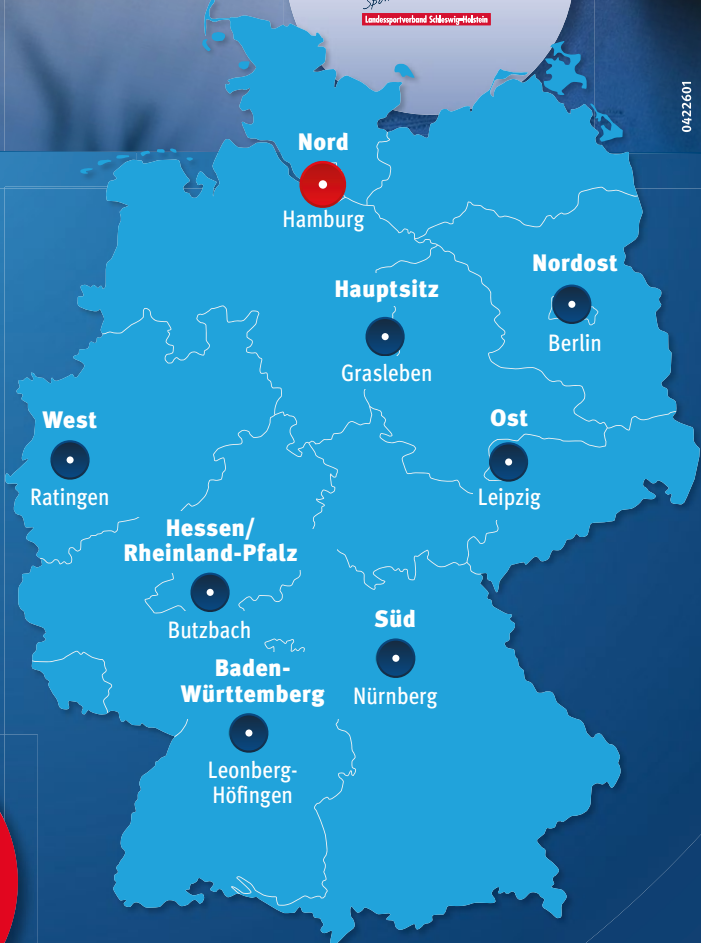 Landessportverband Schleswig-Holstein
0422601
Nord
Hamburg
Nordost
Berlin
Hauptsitz
Grasleben
West
Ratingen
Ost
Leipzig
Hessen/
Rheinland-Pfalz
Butzbach
Süd
Nürnberg
Baden-
Württemberg
Leonberg-
Höfingen